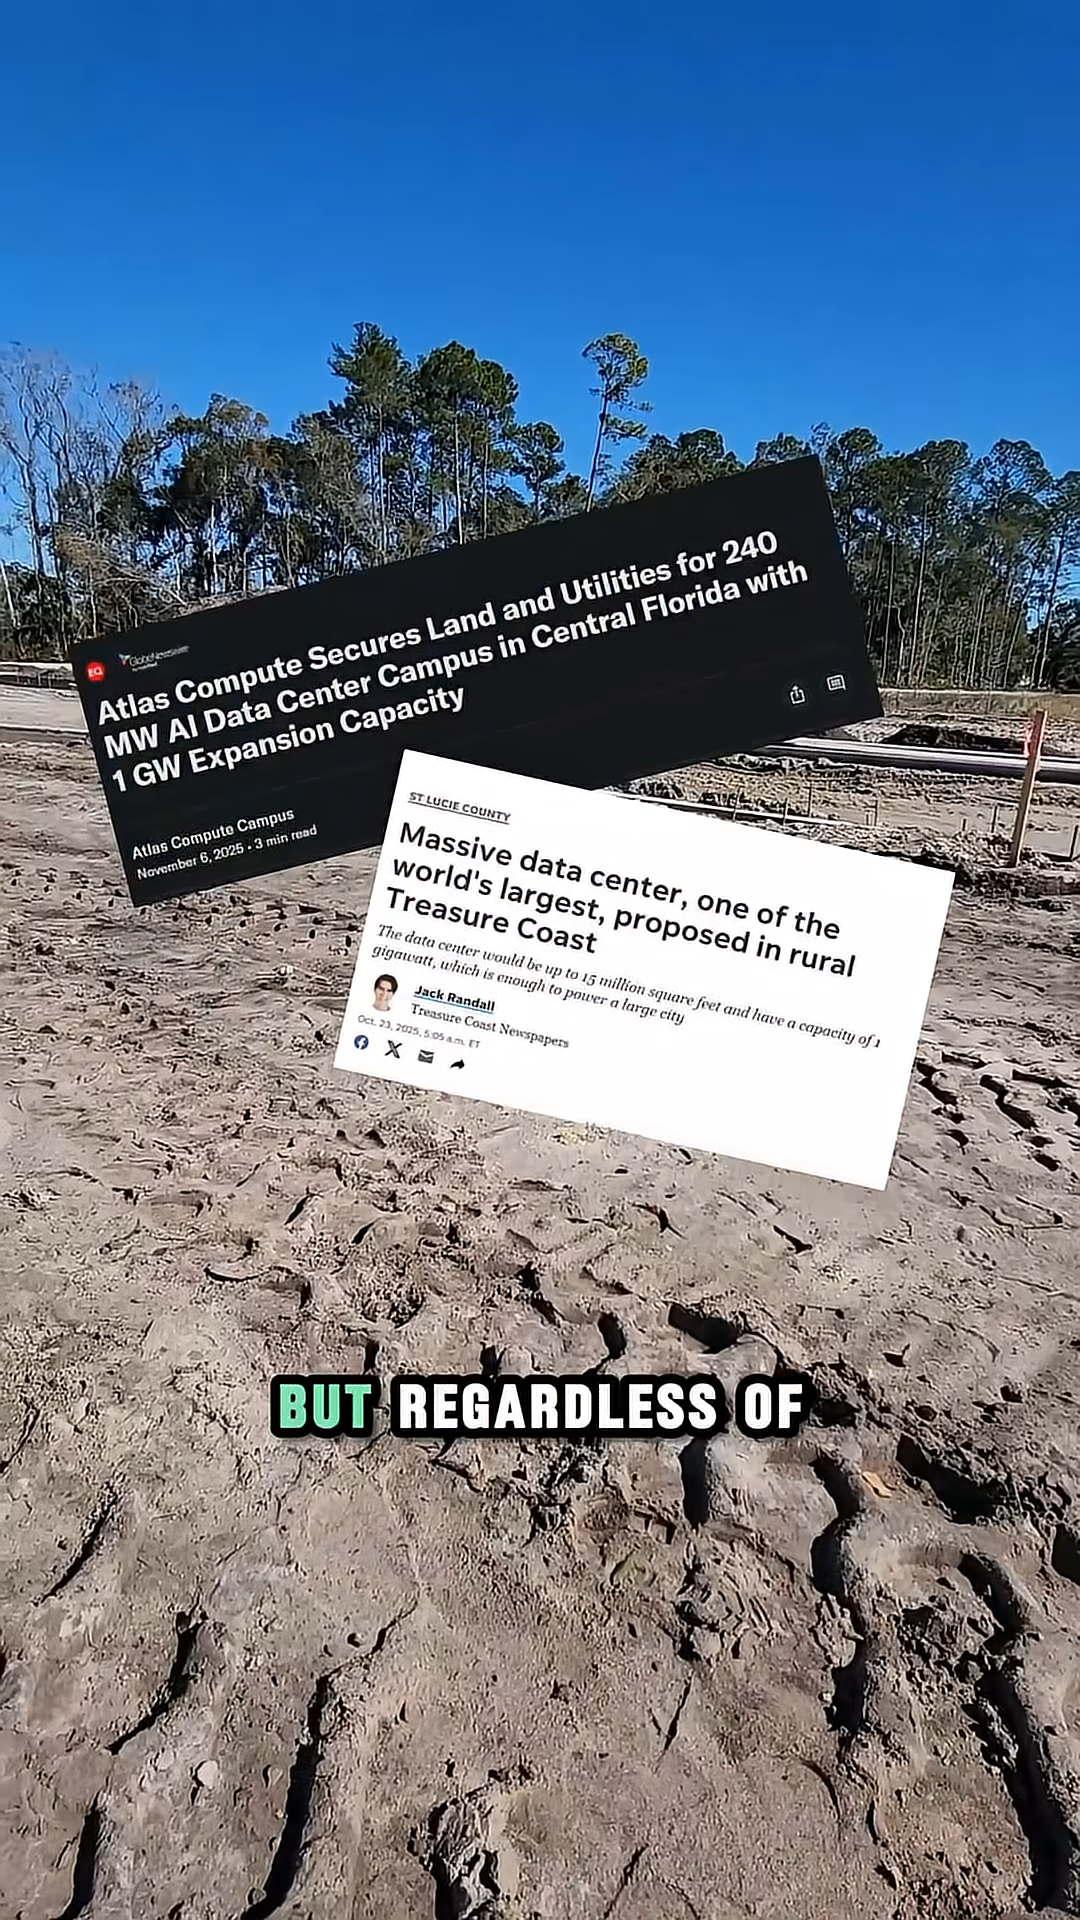 EQ
GlobeNewswire
Atlas Compute Secures Land and Utilities for 240
MW AI Data Center Campus in Central Florida with
1 GW Expansion Capacity
Atlas Compute Campus
November 6, 2025 • 3 min read
ST LUCIE COUNTY
Massive data center, one of the
world's largest, proposed in rural
Treasure Coast
The data center would be up to 15 million square feet and have a capacity of 1
gigawatt, which is enough to power a large city
Jack Randall
Treasure Coast Newspapers
Oct. 23, 2025, 5:05 a.m. ET
BUT REGARDLESS OF